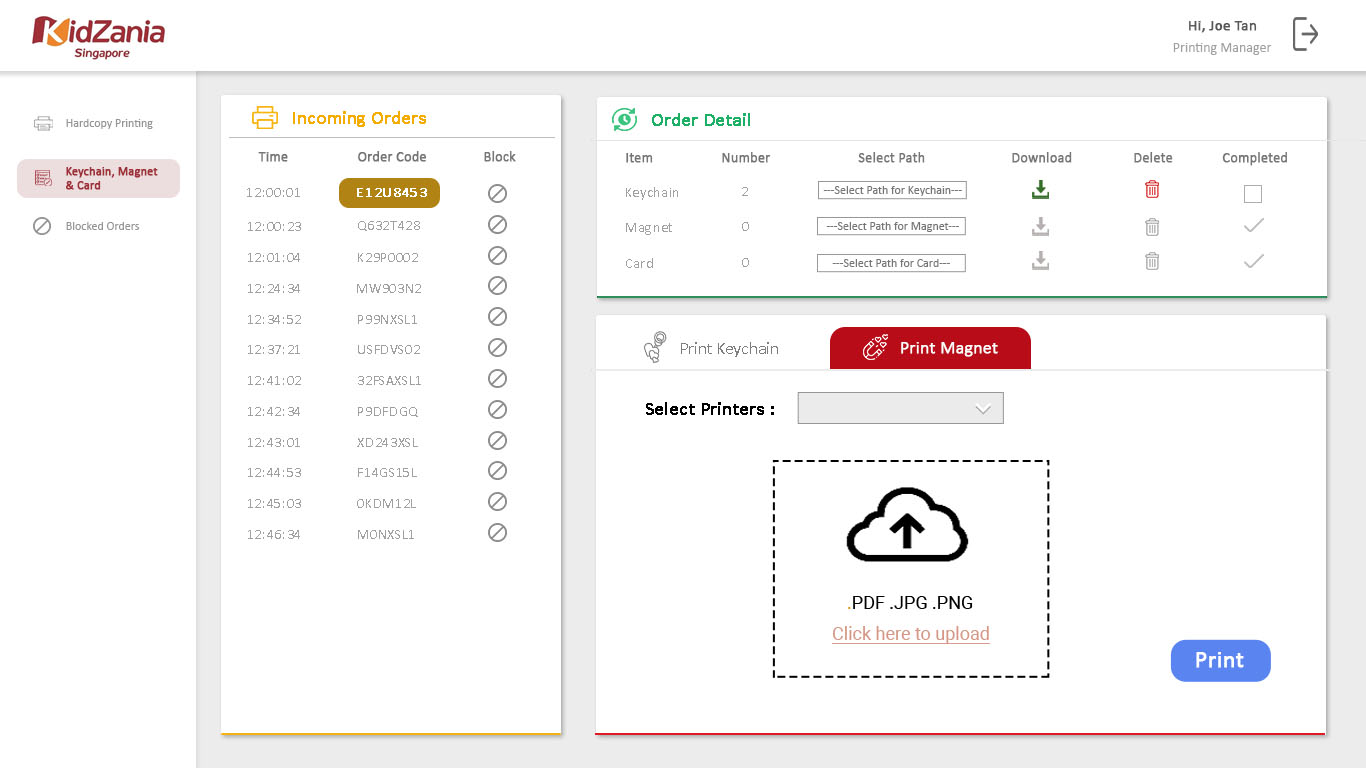 KidZania
Singapore
Hi, Joe Tan
Printing Manager
Hardcopy Printing
Keychain, Magnet
& Card
Blocked Orders
Incoming Orders
Time Order Code Block
12:00:01 E12U8453
12:00:23 Q632T428
12:01:04 K29P0002
12:24:34 MW903N2
12:34:52 P99NXSL1
12:37:21 USFDVS02
12:41:02 32FSAXSL1
12:42:34 P9DFDGQ
12:43:01 XD243XSL
12:44:53 F14GS15L
12:45:03 0KDM12L
12:46:34 M0NXSL1
Order Detail
Item Number Select Path Download Delete Completed
Keychain 2 ---Select Path for Keychain---
Magnet 0 ---Select Path for Magnet---
Card 0 ---Select Path for Card---
Print Keychain Print Magnet
Select Printers :
.PDF .JPG .PNG
Click here to upload
Print